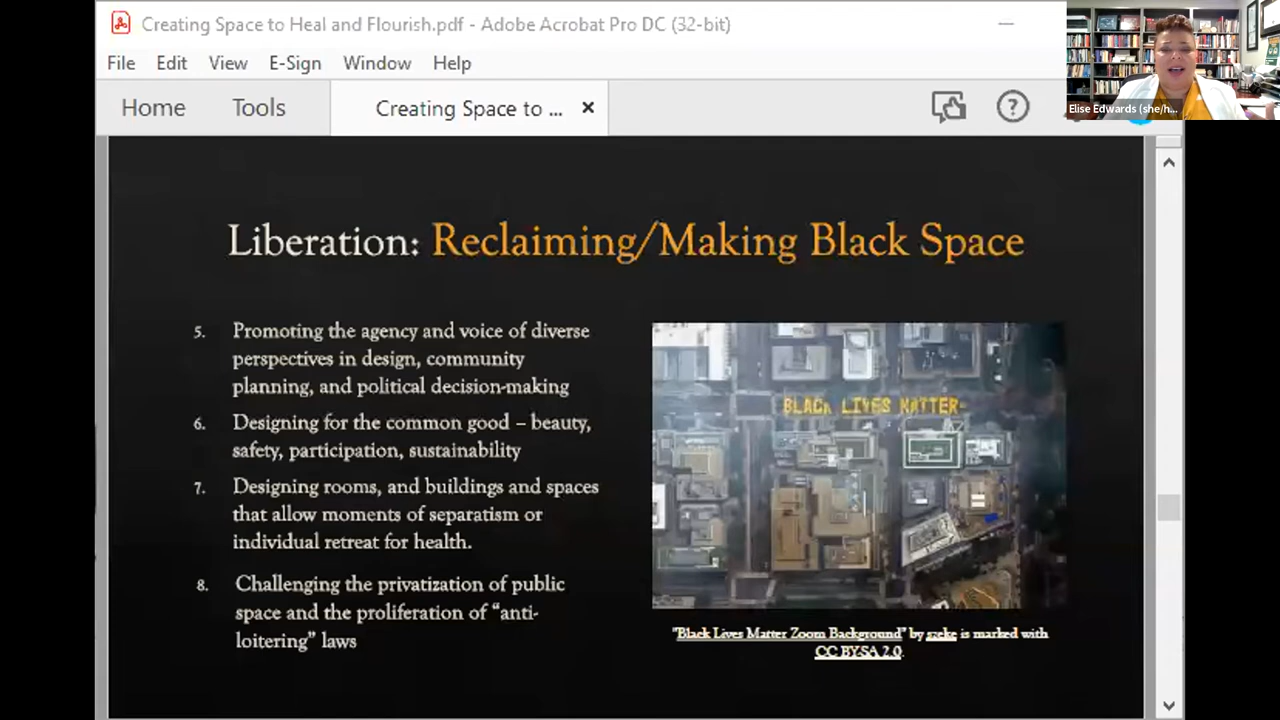 Creating Space to Heal and Flourish.pdf - Adobe Acrobat Pro DC (32-bit)
File Edit View E-Sign Window Help
Home Tools Creating Space to ...
Elise Edwards (she/h...
Liberation: Reclaiming/Making Black Space
5. Promoting the agency and voice of diverse
perspectives in design, community
planning, and political decision-making
6. Designing for the common good – beauty,
safety, participation, sustainability
7. Designing rooms, and buildings and spaces
that allow moments of separatism or
individual retreat for health.
8. Challenging the privatization of public
space and the proliferation of “anti-
loitering” laws
BLACK LIVES MATTER
"Black Lives Matter Zoom Background" by is marked with
CC BY-SA 2.0.